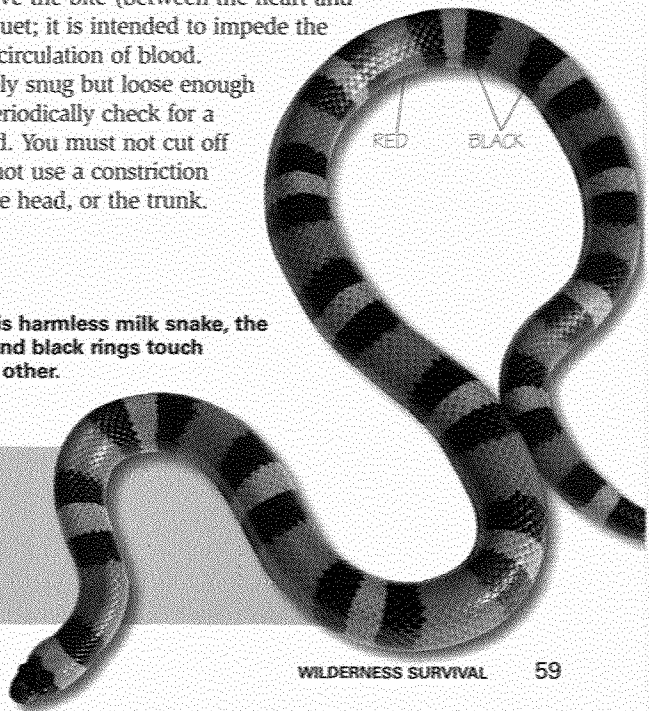 ve the bite (between the heart and
uet; it is intended to impede the
circulation of blood.
ly snug but loose enough
eriodically check for a
d. You must not cut off
not use a constriction
e head, or the trunk.
RED BLACK
is harmless milk snake, the
nd black rings touch
other.
WILDERNESS SURVIVAL 59